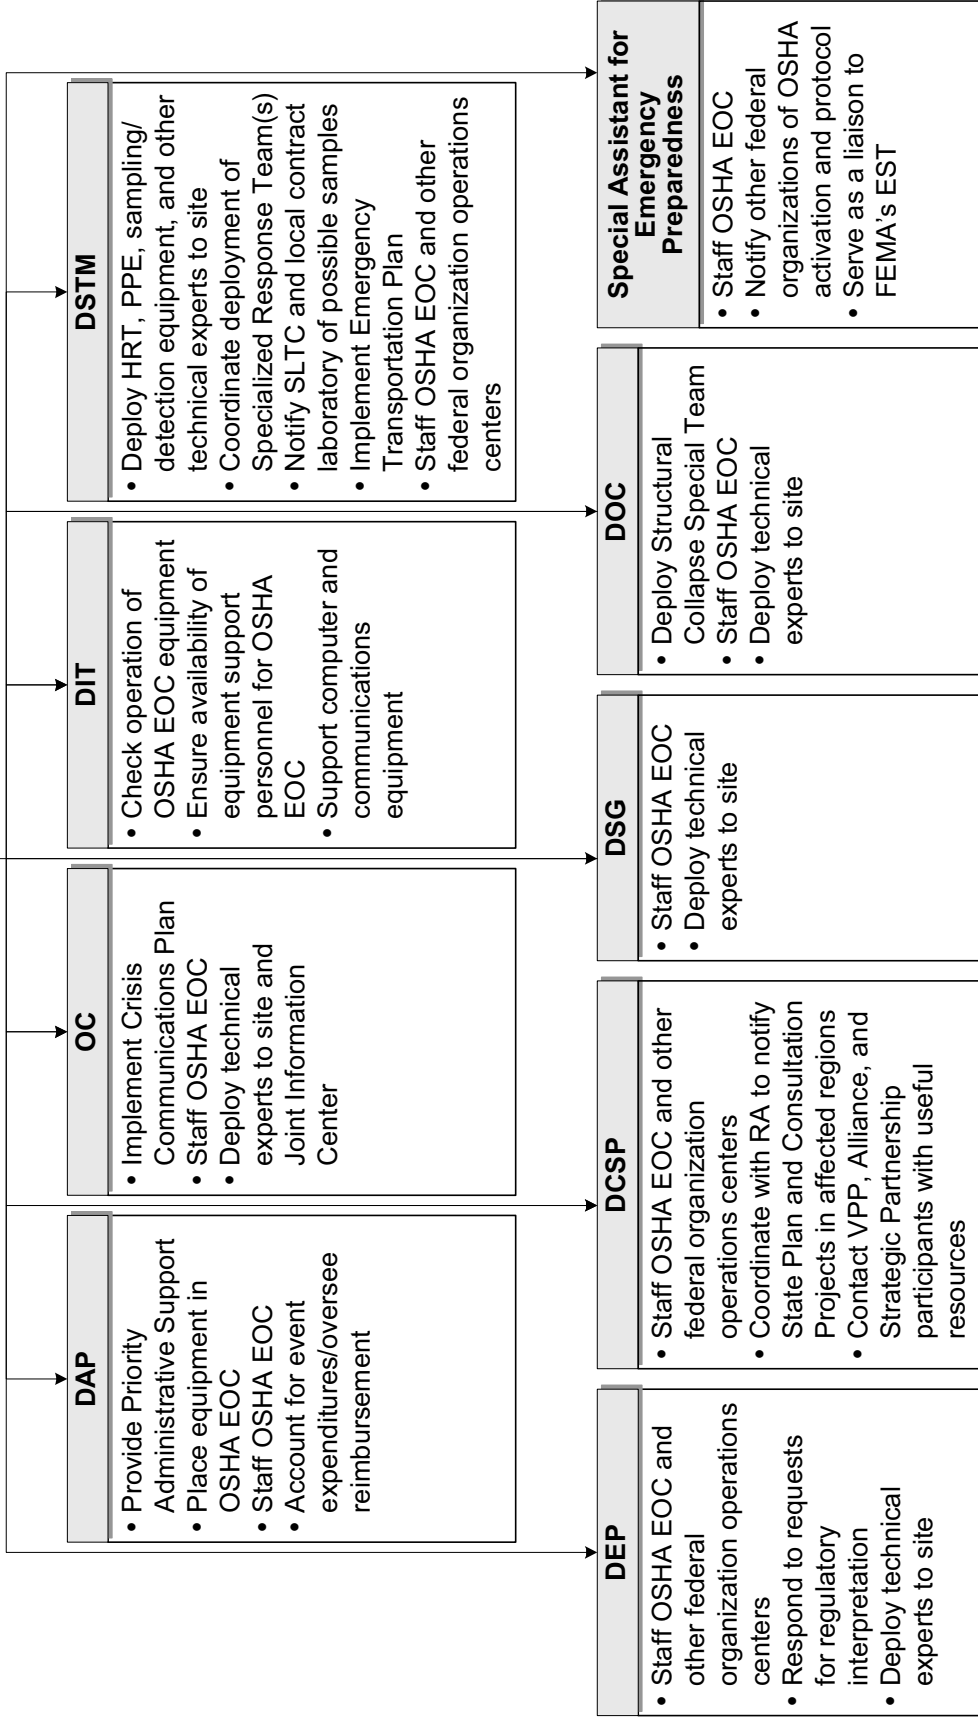 DAP
• Provide Priority
Administrative Support
• Place equipment in
OSHA EOC
• Staff OSHA EOC
• Account for event
expenditures/oversee
reimbursement
OC
• Implement Crisis
Communications Plan
• Staff OSHA EOC
• Deploy technical
experts to site and
Joint Information
Center
DIT
• Check operation of
OSHA EOC equipment
• Ensure availability of
equipment support
personnel for OSHA
EOC
• Support computer and
communications
equipment
DSTM
• Deploy HRT, PPE, sampling/
detection equipment, and other
technical experts to site
• Coordinate deployment of
Specialized Response Team(s)
• Notify SLTC and local contract
laboratory of possible samples
• Implement Emergency
Transportation Plan
• Staff OSHA EOC and other
federal organization operations
centers
DEP
• Staff OSHA EOC and
other federal
organization operations
centers
• Respond to requests
for regulatory
interpretation
• Deploy technical
experts to site
DCSP
• Staff OSHA EOC and other
federal organization
operations centers
• Coordinate with RA to notify
State Plan and Consultation
Projects in affected regions
• Contact VPP, Alliance, and
Strategic Partnership
participants with useful
resources
DSG
• Staff OSHA EOC
• Deploy technical
experts to site
DOC
• Deploy Structural
Collapse Special Team
• Staff OSHA EOC
• Deploy technical
experts to site
Special Assistant for
Emergency
Preparedness
• Staff OSHA EOC
• Notify other federal
organizations of OSHA
activation and protocol
• Serve as a liaison to
FEMA's EST